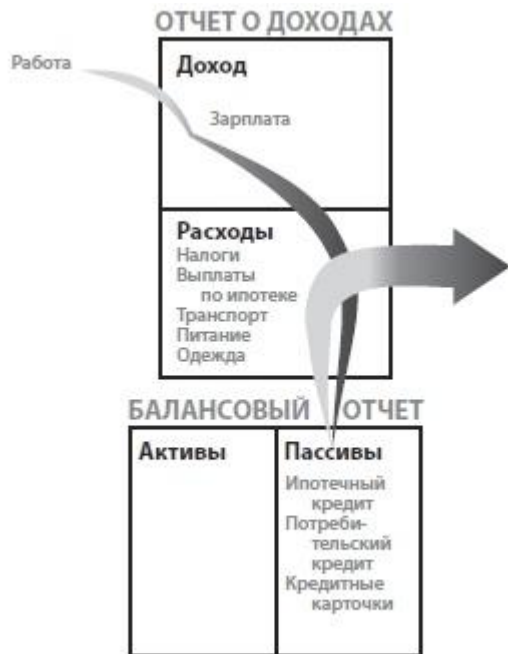 ОТЧЕТ О ДОХОДАХ
Работа
Доход
Зарплата
Расходы
Налоги
Выплаты
по ипотеке
Транспорт
Питание
Одежда
БАЛАНСОВЫЙ ОТЧЕТ
Активы
Пассивы
Ипотечный
кредит
Потреби-
тельский
кредит
Кредитные
карточки